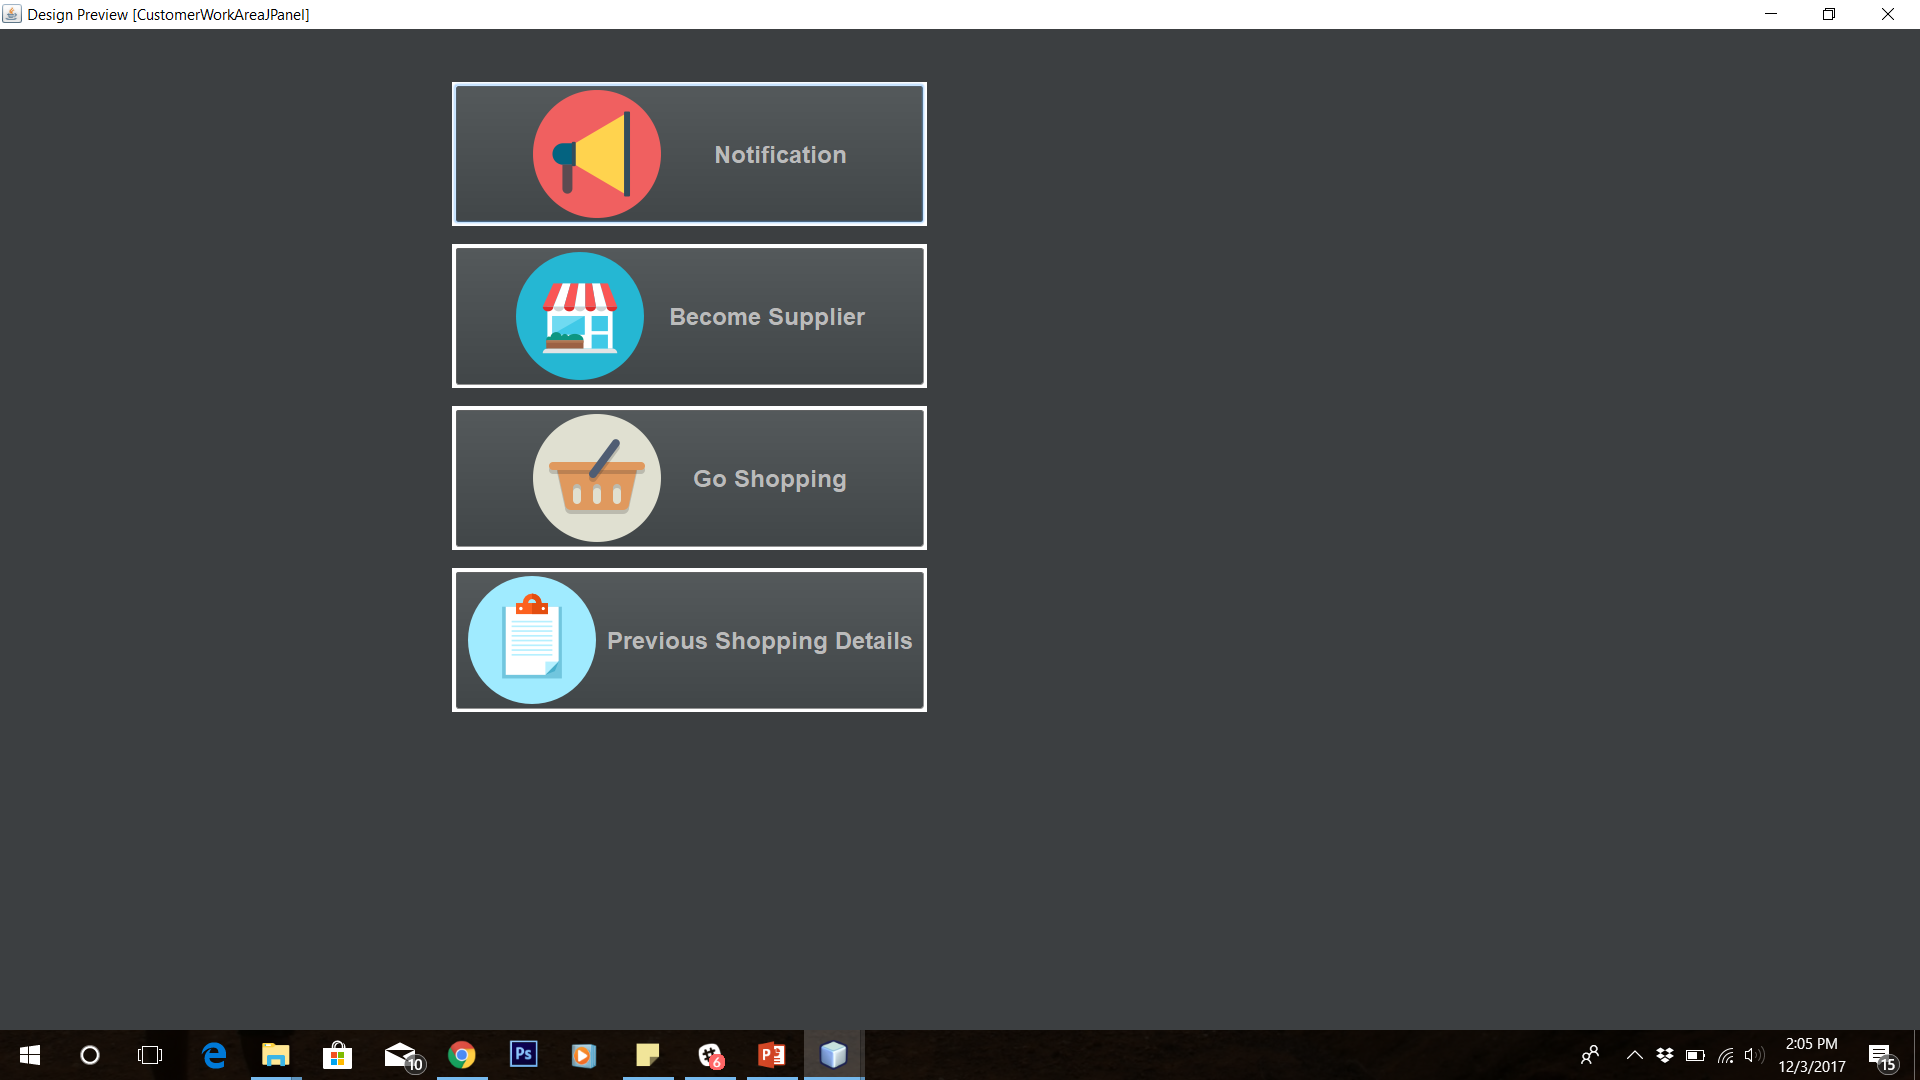 Design Preview [CustomerWorkAreaJPanel]
Notification
Become Supplier
Go Shopping
Previous Shopping Details
10
Ps
6
P
2:05 PM
12/3/2017
15